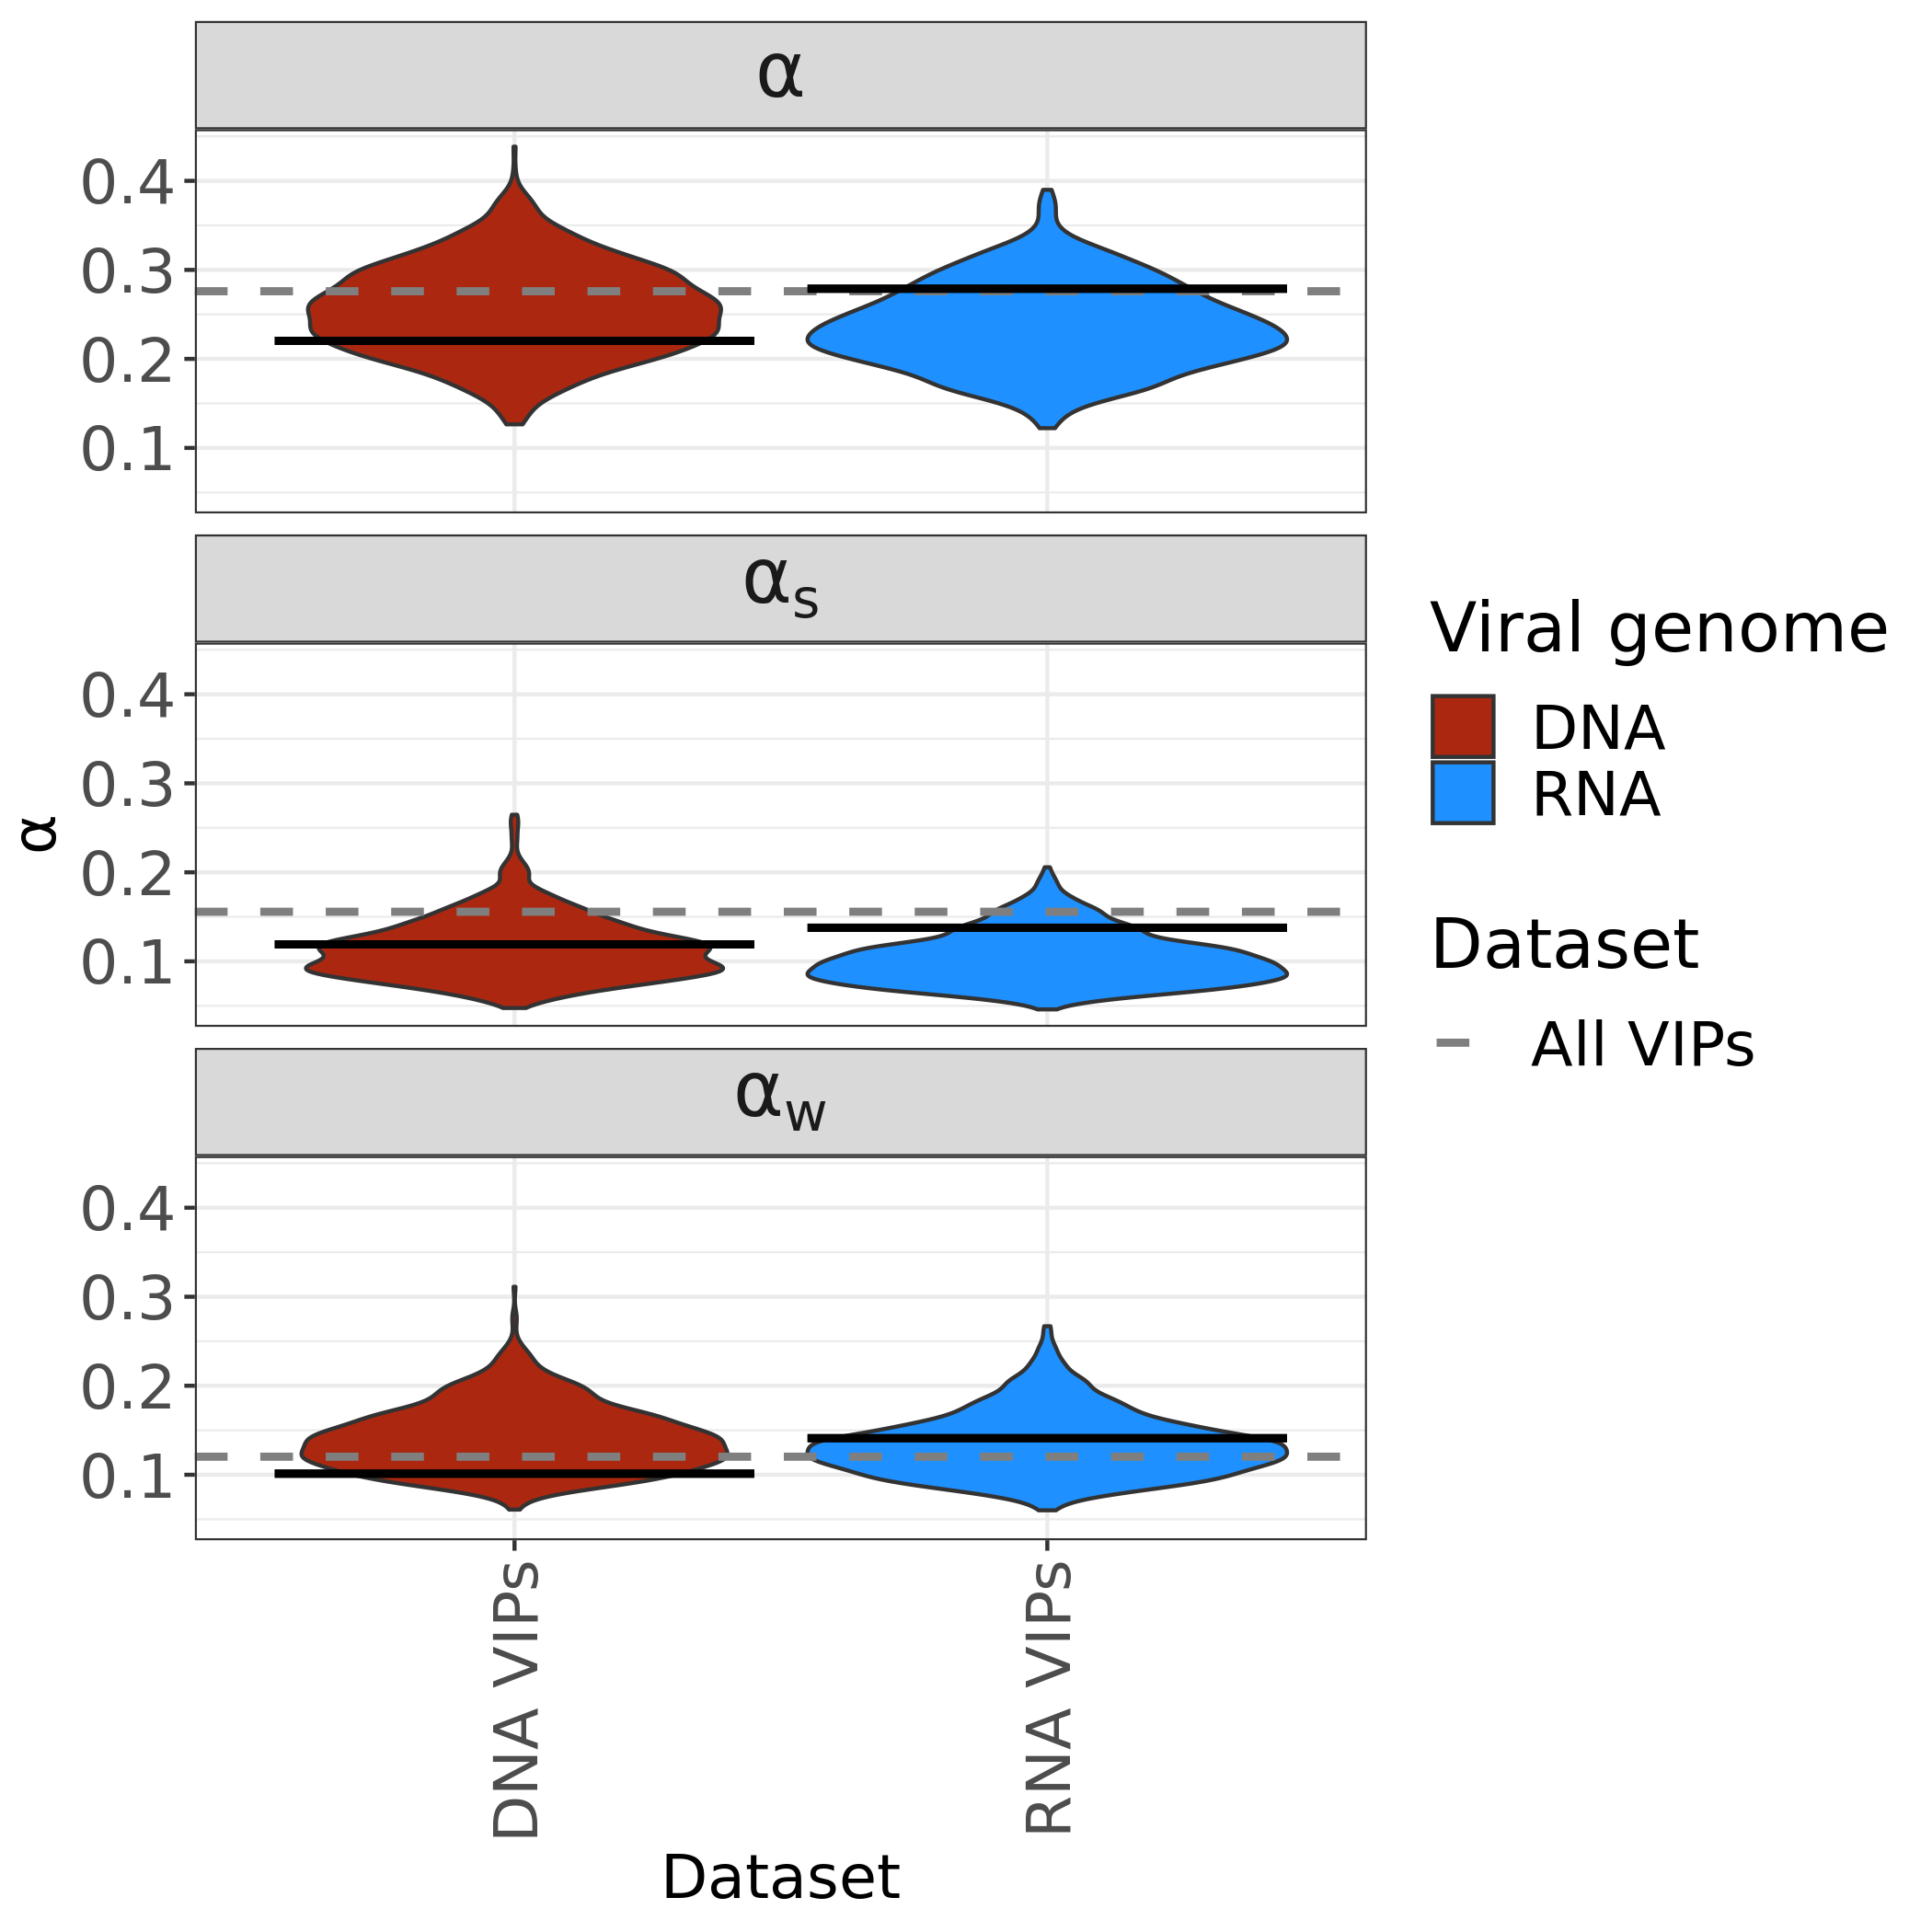 α
0.4
0.3
0.2
0.1
αs
0.4
0.3
0.2
0.1
αw
0.4
0.3
0.2
0.1
α
DNA VIPs
RNA VIPs
Dataset
Viral genome
DNA
RNA
Dataset
All VIPs